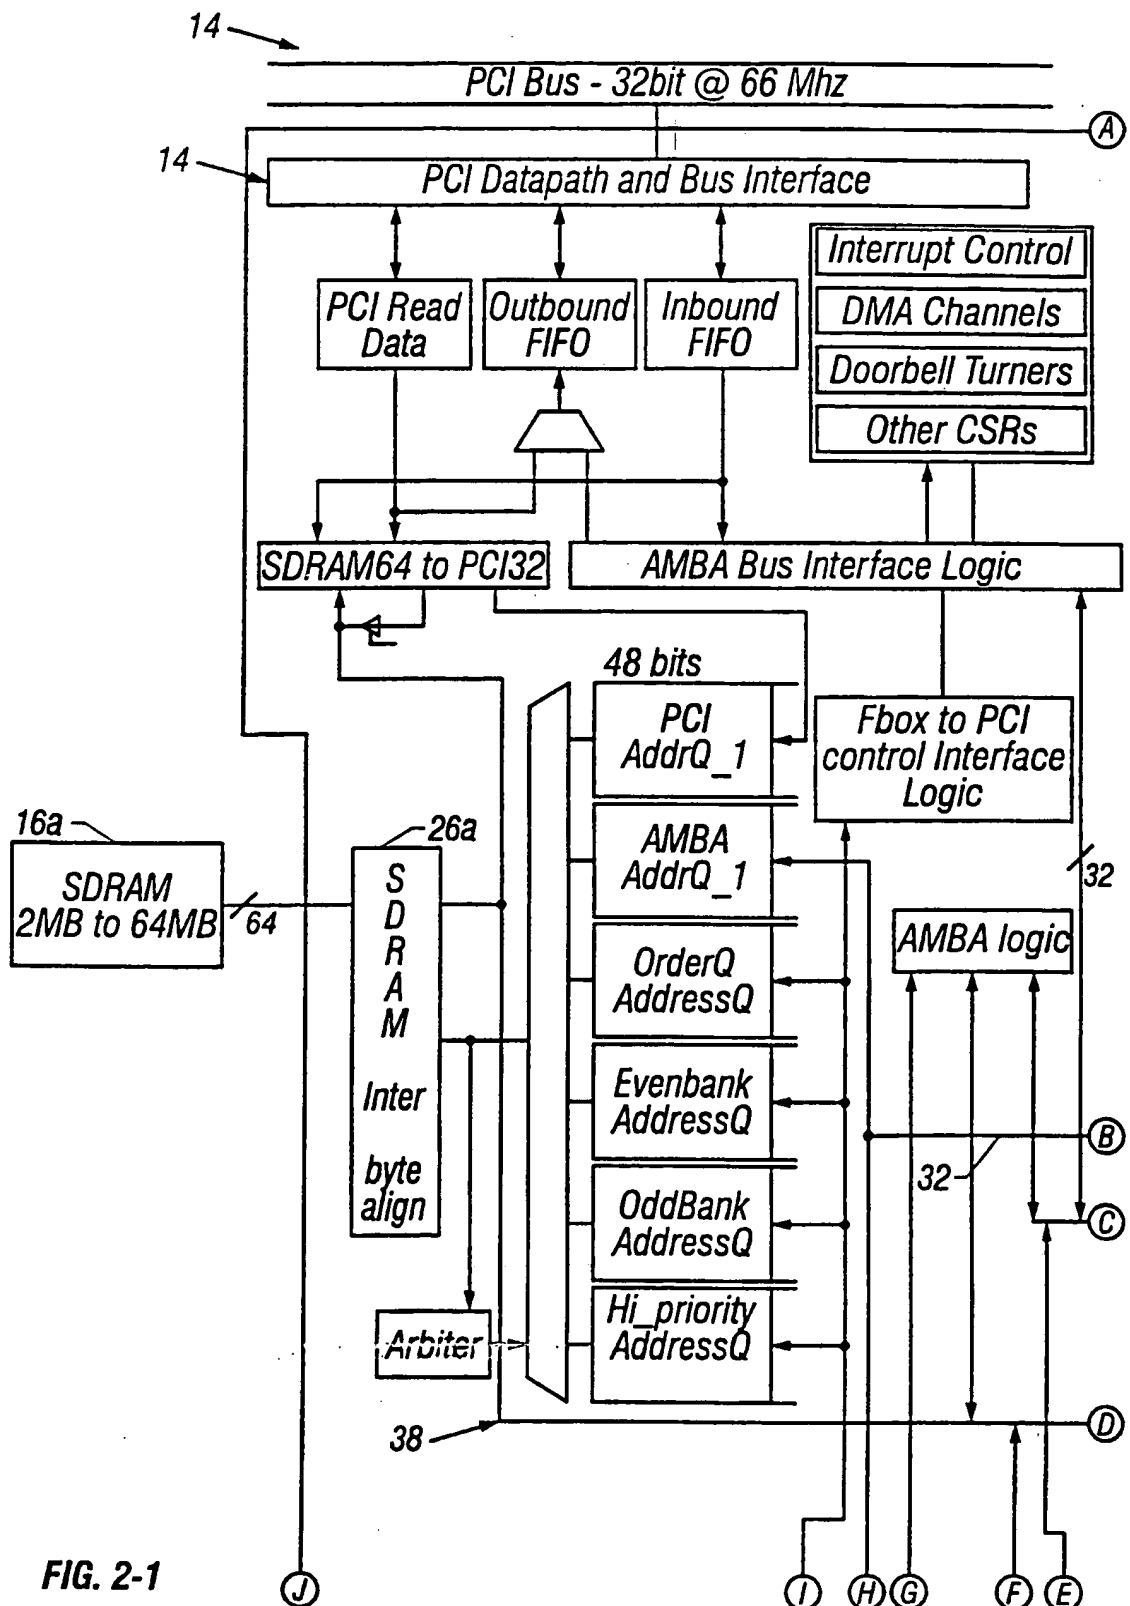 14
PCI Bus - 32bit @ 66 Mhz
A
14
PCI Datapath and Bus Interface
Interrupt Control
DMA Channels
Doorbell Turners
Other CSRs
PCI Read
Data
Outbound
FIFO
Inbound
FIFO
SDRAM64 to PCI32
AMBA Bus Interface Logic
48 bits
PCI
AddrQ_1
Fbox to PCI
control Interface
Logic
16a
SDRAM
2MB to 64MB
64
26a
S
D
R
A
M
Inter
byte
align
AMBA
AddrQ_1
32
AMBA logic
OrderQ
AddressQ
Evenbank
AddressQ
B
32
OddBank
AddressQ
C
Hi_priority
AddressQ
Arbiter
38
D
FIG. 2-1
J
I
H
G
F
E